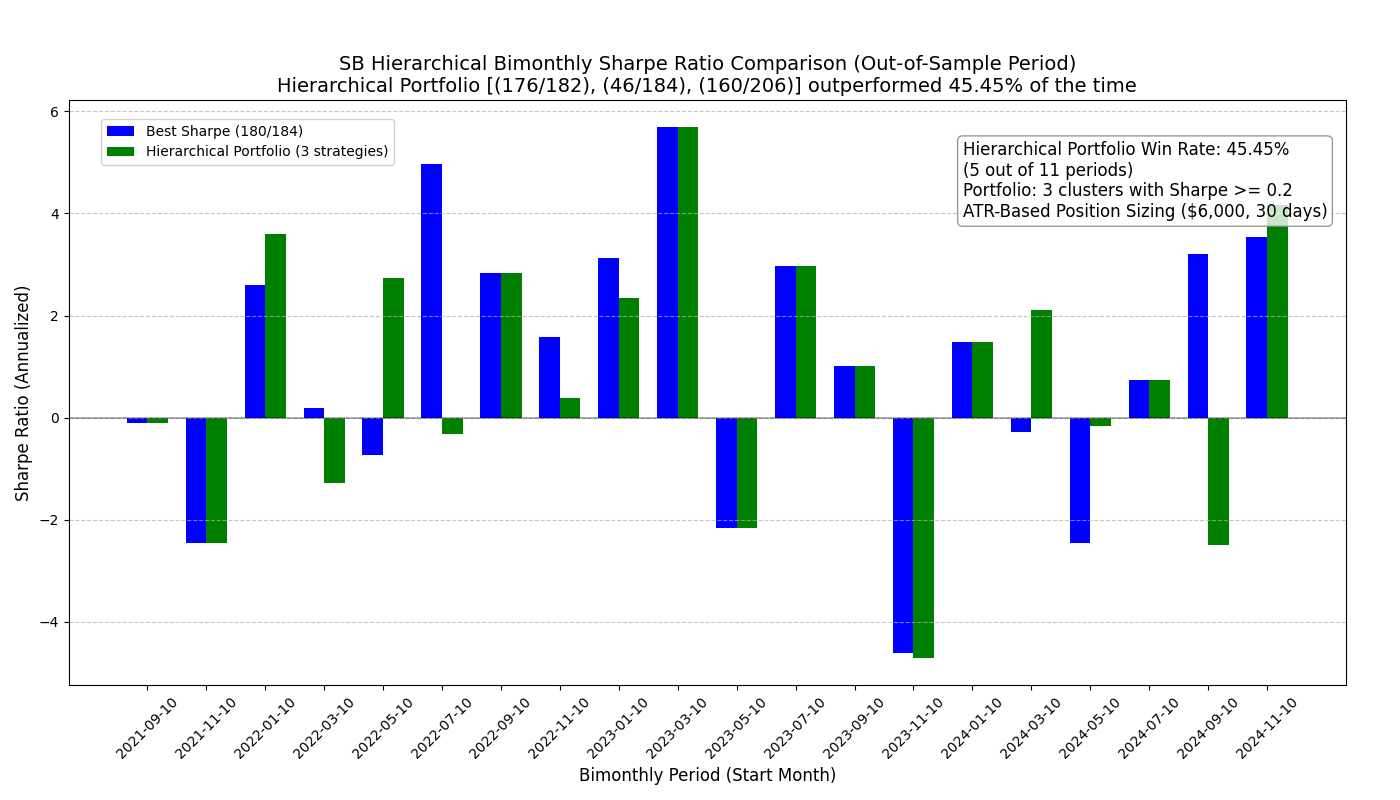 SB Hierarchical Bimonthly Sharpe Ratio Comparison (Out-of-Sample Period)
Hierarchical Portfolio [(176/182), (46/184), (160/206)] outperformed 45.45% of the time
Best Sharpe (180/184)
Hierarchical Portfolio (3 strategies)
Hierarchical Portfolio Win Rate: 45.45%
(5 out of 11 periods)
Portfolio: 3 clusters with Sharpe >= 0.2
ATR-Based Position Sizing ($6,000, 30 days)
Sharpe Ratio (Annualized)
6
4
2
0
−2
−4
2021-09-10
2021-11-10
2022-01-10
2022-03-10
2022-05-10
2022-07-10
2022-09-10
2022-11-10
2023-01-10
2023-03-10
2023-05-10
2023-07-10
2023-09-10
2023-11-10
2024-01-10
2024-03-10
2024-05-10
2024-07-10
2024-09-10
2024-11-10
Bimonthly Period (Start Month)